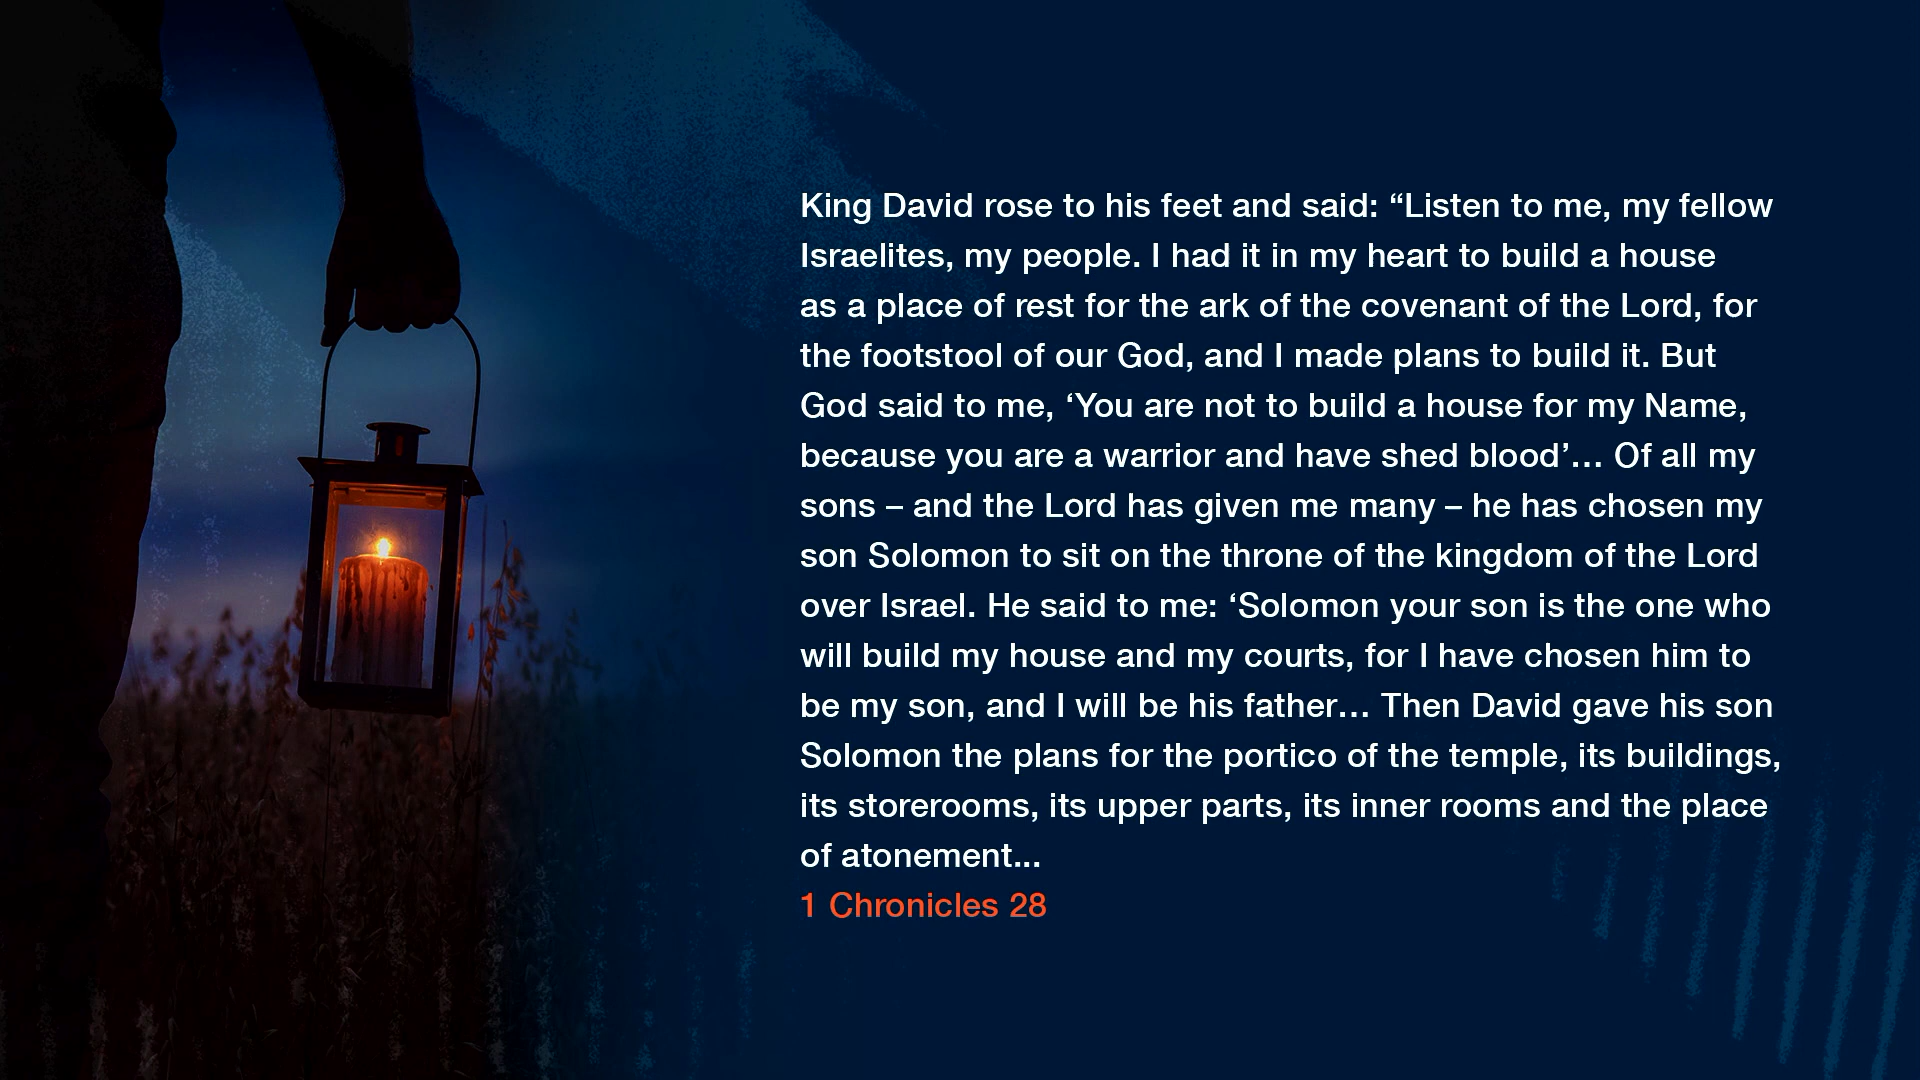 King David rose to his feet and said: “Listen to me, my fellow
Israelites, my people. I had it in my heart to build a house
as a place of rest for the ark of the covenant of the Lord, for
the footstool of our God, and I made plans to build it. But
God said to me, ‘You are not to build a house for my Name,
because you are a warrior and have shed blood’… Of all my
sons – and the Lord has given me many – he has chosen my
son Solomon to sit on the throne of the kingdom of the Lord
over Israel. He said to me: ‘Solomon your son is the one who
will build my house and my courts, for I have chosen him to
be my son, and I will be his father… Then David gave his son
Solomon the plans for the portico of the temple, its buildings,
its storerooms, its upper parts, its inner rooms and the place
of atonement...
1 Chronicles 28